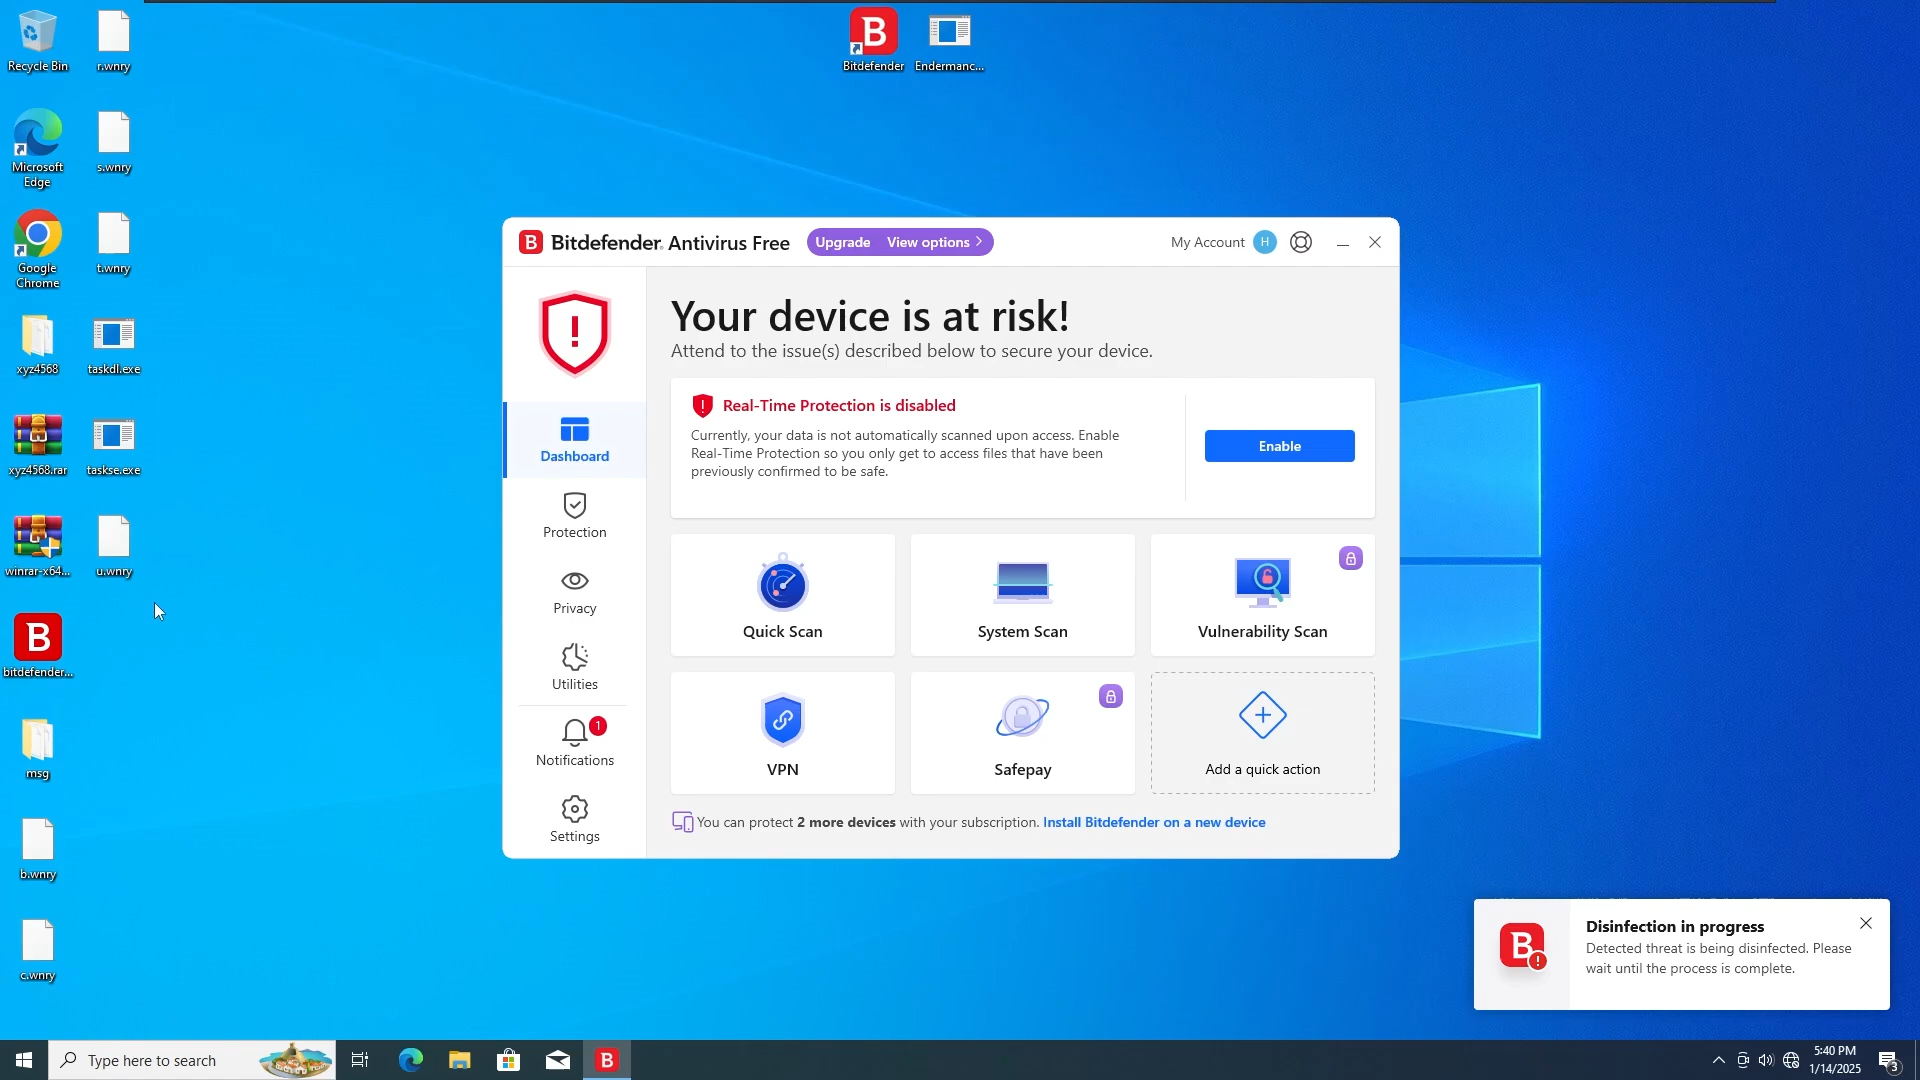 Recycle Bin
r.wnry
Bitdefender
Endermanc...
Microsoft
Edge
s.wnry
Google
Chrome
t.wnry
xyz4568
taskdl.exe
xyz4568.rar
taskse.exe
winrar-x64...
u.wnry
bitdefender...
msg
b.wnry
c.wnry
B Bitdefender Antivirus Free
Upgrade View options
My Account H
Your device is at risk!
Attend to the issue(s) described below to secure your device.
Real-Time Protection is disabled
Currently, your data is not automatically scanned upon access. Enable
Real-Time Protection so you only get to access files that have been
previously confirmed to be safe.
Enable
Dashboard
Protection
Privacy
Utilities
1
Notifications
Settings
Quick Scan
System Scan
Vulnerability Scan
VPN
Safepay
Add a quick action
You can protect 2 more devices with your subscription. Install Bitdefender on a new device
Disinfection in progress
Detected threat is being disinfected. Please
wait until the process is complete.
Type here to search
5:40 PM
1/14/2025
3